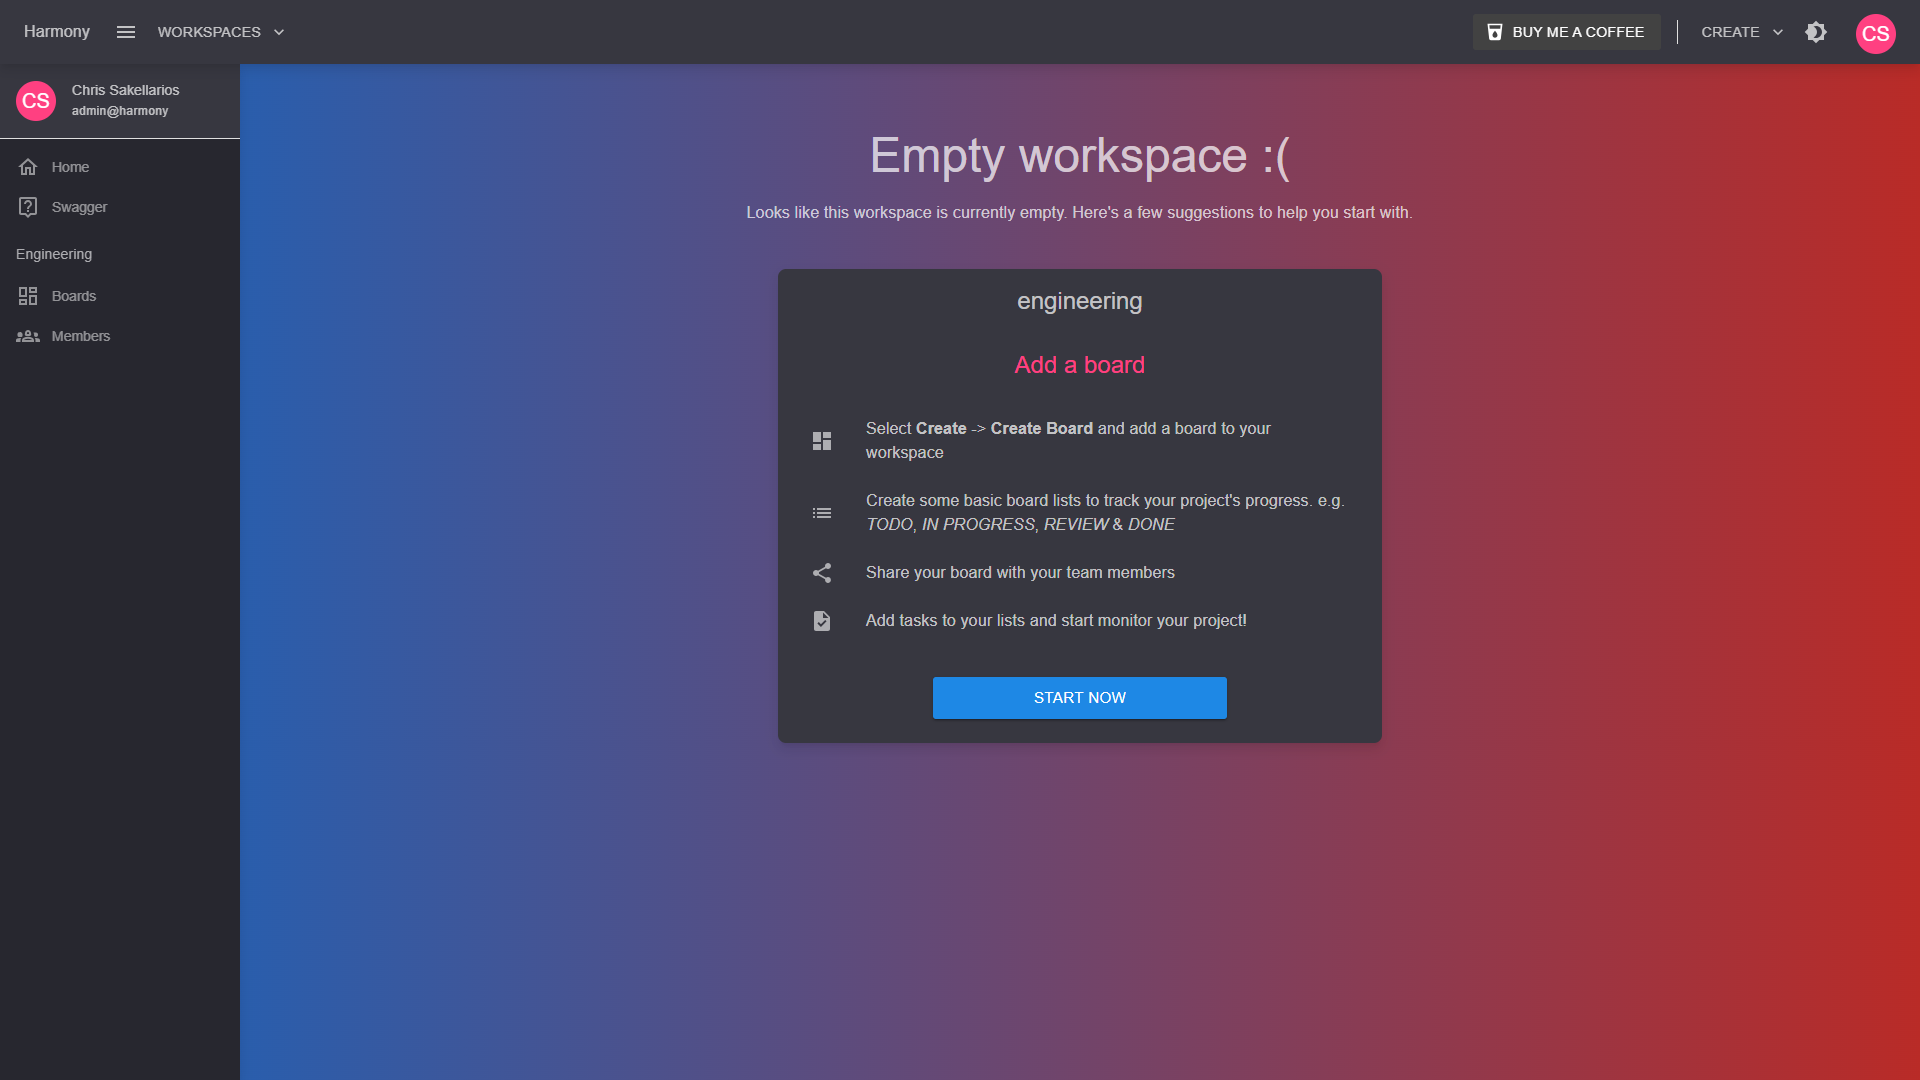 Harmony
WORKSPACES
BUY ME A COFFEE
CREATE
CS
CS
Chris Sakellarios
admin@harmony
Home
Swagger
Engineering
Boards
Members
Empty workspace :(
Looks like this workspace is currently empty. Here's a few suggestions to help you start with.
engineering
Add a board
Select Create -> Create Board and add a board to your
workspace
Create some basic board lists to track your project's progress. e.g.
TODO, IN PROGRESS, REVIEW & DONE
Share your board with your team members
Add tasks to your lists and start monitor your project!
START NOW